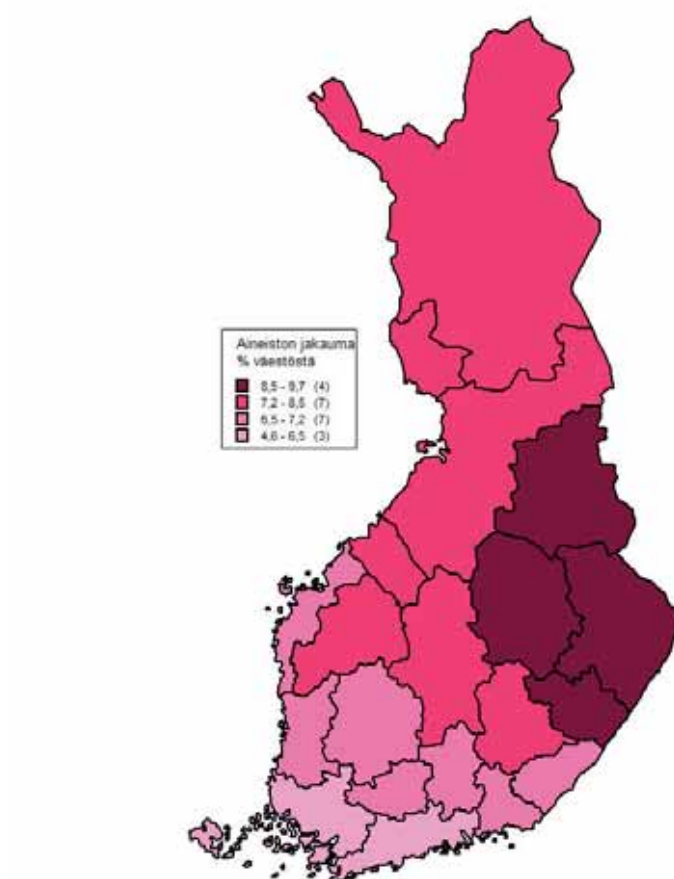 Aineiston jakauma
% väestöstä
8,5 - 9,7 (4)
7,2 - 8,5 (7)
6,5 - 7,2 (7)
4,6 - 6,5 (3)